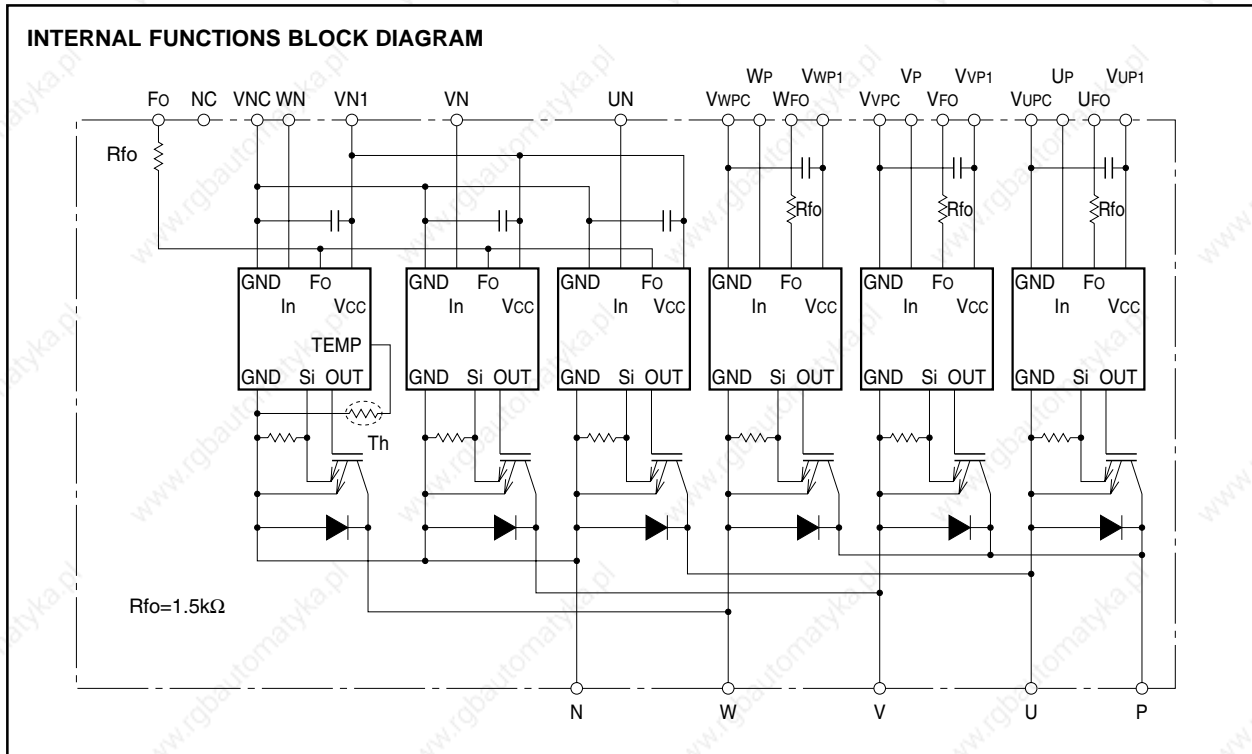 INTERNAL FUNCTIONS BLOCK DIAGRAM
WP VWP1 VP VVP1 UP VUP1
FO NC VNC WN VN1 VN UN VWPC WFO VVPC VFO VUPC UFO
Rfo
Rfo Rfo Rfo
GND FO GND FO GND FO GND FO GND FO GND FO
In VCC In VCC In VCC In VCC In VCC In VCC
TEMP
GND Si OUT GND Si OUT GND Si OUT GND Si OUT GND Si OUT GND Si OUT
Th
Rfo=1.5kΩ
N W V U P
www.rgbautomatyka.pl